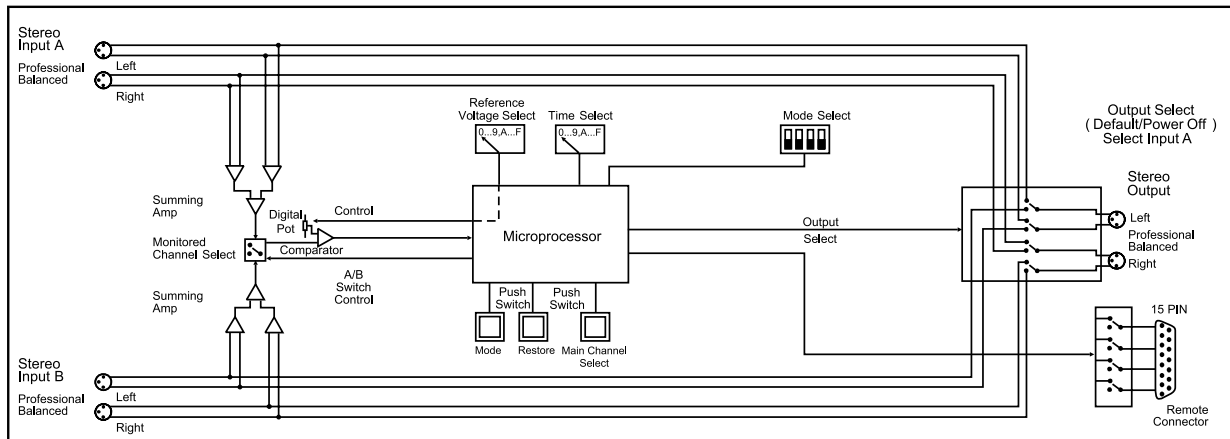 Stereo
Input A
Professional
Balanced
Left
Right
Reference
Voltage Select
0...9,A...F
Time Select
0...9,A...F
Mode Select
Output Select
( Default/Power Off )
Select Input A
Stereo
Output
Left
Professional
Balanced
Right
Summing
Amp
Digital
Pot
Control
Monitored
Channel Select
Comparator
A/B
Switch
Control
Microprocessor
Output
Select
Summing
Amp
Push
Switch
Push
Switch
Mode
Restore
Main Channel
Select
15 PIN
Remote
Connector
Stereo
Input B
Professional
Balanced
Left
Right